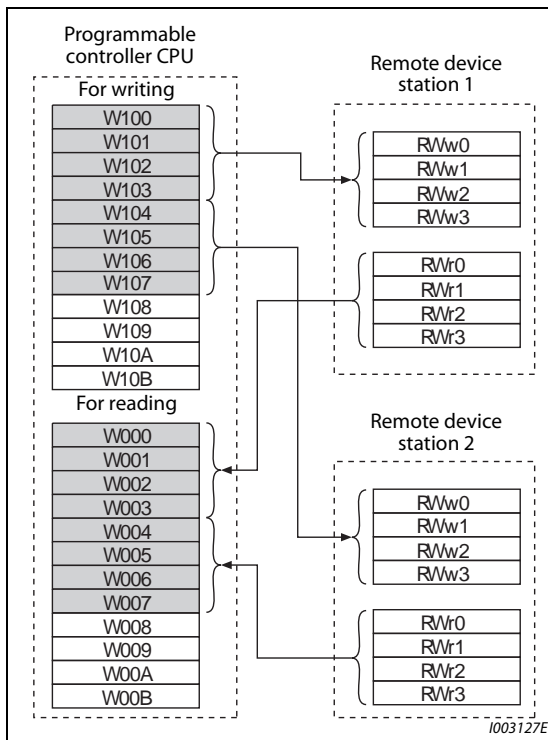 Programmable
controller CPU
For writing
W100
W101
W102
W103
W104
W105
W106
W107
W108
W109
W10A
W10B
For reading
W000
W001
W002
W003
W004
W005
W006
W007
W008
W009
W00A
W00B
Remote device
station 1
RWw0
RWw1
RWw2
RWw3
RWr0
RWr1
RWr2
RWr3
Remote device
station 2
RWw0
RWw1
RWw2
RWw3
RWr0
RWr1
RWr2
RWr3
I003127E